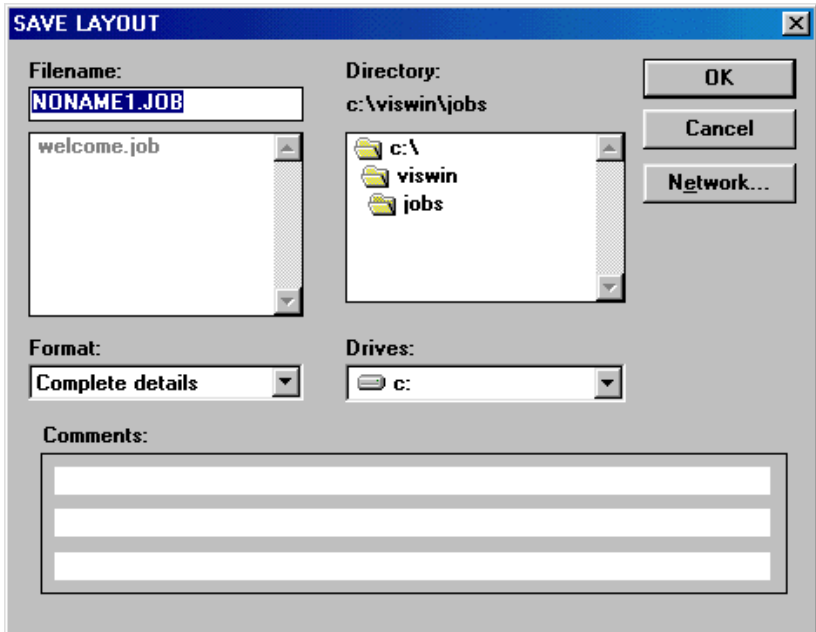 SAVE LAYOUT
Filename:
NONAME1.JOB
welcome.job
Directory:
c:\viswin\jobs
c:\
viswin
jobs
OK
Cancel
Network...
Format:
Complete details
Drives:
c:
Comments: